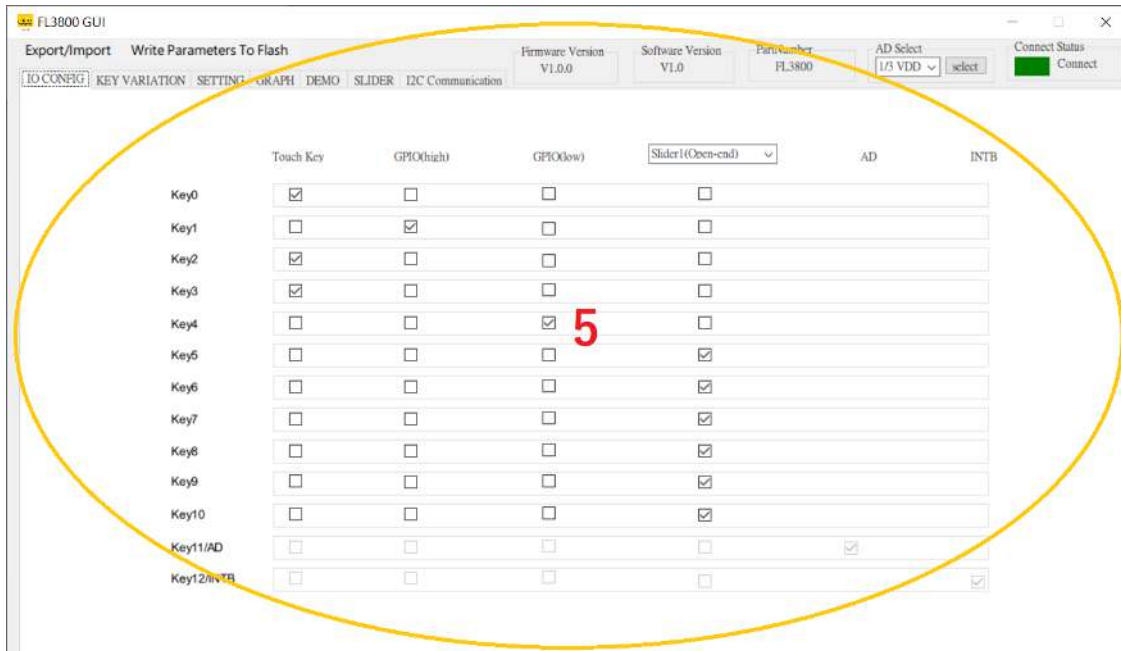 FL3800 GUI
Export/Import Write Parameters To Flash
Firmware Version
V1.0.0
Software Version
V1.0
PartNumber
FL3800
AD Select
1/3 VDD select
Connect Status
Connect
IO CONFIG KEY VARIATION SETTING GRAPH DEMO SLIDER I2C Communication
Touch Key GPIO(high) GPIO(low) Slider1(Open-end) AD INTB
Key0
Key1
Key2
Key3
Key4
5
Key5
Key6
Key7
Key8
Key9
Key10
Key11/AD
Key12/INTB